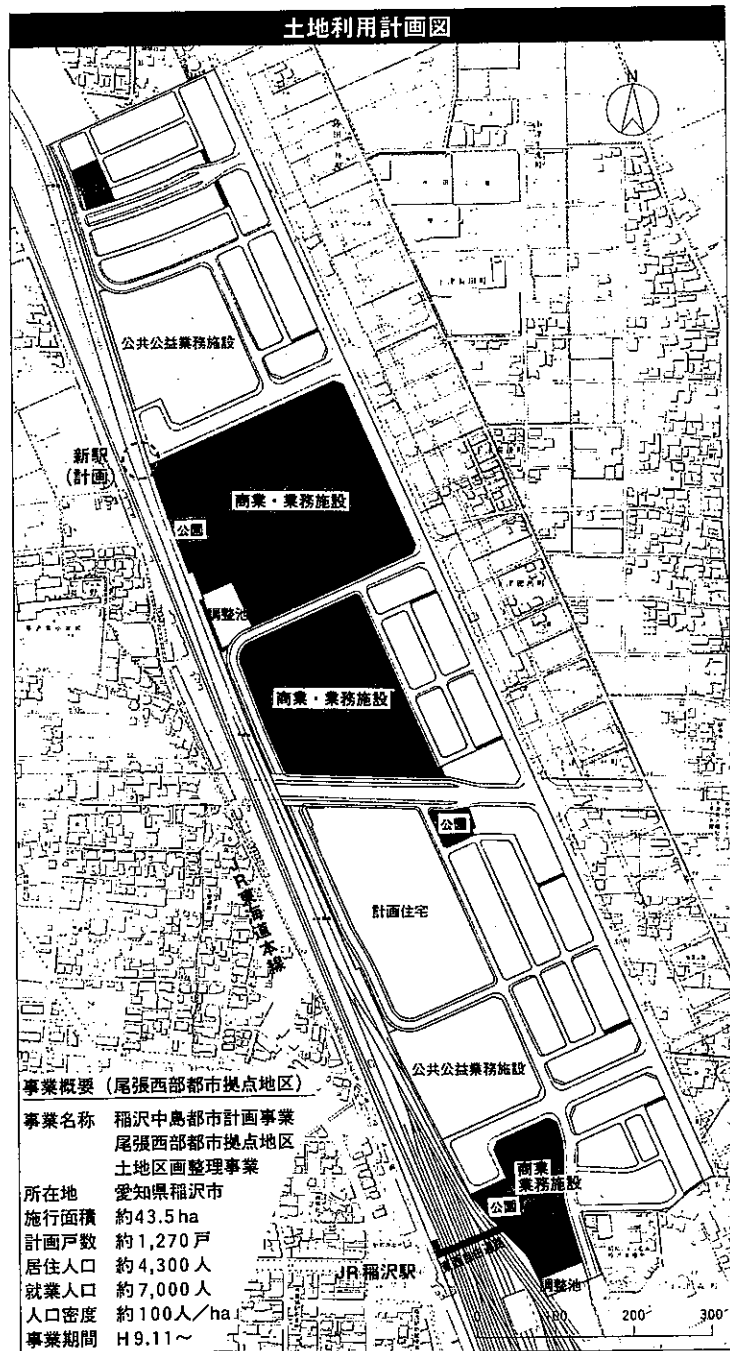 土地利用計画図
N
公共公益業務施設
新駅
(計画)
商業・業務施設
公園
調整池
商業・業務施設
公園
計画住宅
JR東海道本線
公共公益業務施設
商業
業務施設
公園
JR稲沢駅
調整池
0 100 200 300
事業概要（尾張西部都市拠点地区）
事業名称 稲沢中島都市計画事業
尾張西部都市拠点地区
土地区画整理事業
所在地 愛知県稲沢市
施行面積 約43.5ha
計画戸数 約1,270戸
居住人口 約4,300人
就業人口 約7,000人
人口密度 約100人／ha
事業期間 H9.11～